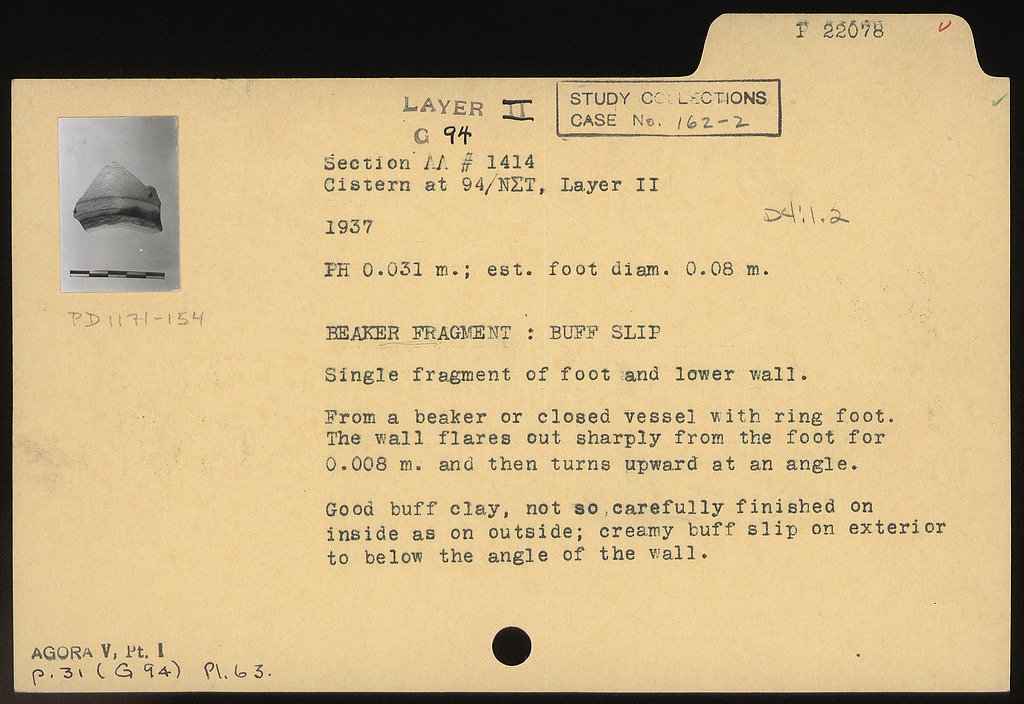 P 22078
LAYER II
G 94
STUDY COLLECTIONS
CASE No. 162-2
Section ΛΛ # 1414
Cistern at 94/ΝΣΤ, Layer II
D4:1.2
1937
PH 0.031 m.; est. foot diam. 0.08 m.
PD 1171-154
BEAKER FRAGMENT : BUFF SLIP
Single fragment of foot and lower wall.
From a beaker or closed vessel with ring foot.
The wall flares out sharply from the foot for
0.008 m. and then turns upward at an angle.
Good buff clay, not so carefully finished on
inside as on outside; creamy buff slip on exterior
to below the angle of the wall.
AGORA V, Pt. I
p. 31 (G 94) Pl. 63.